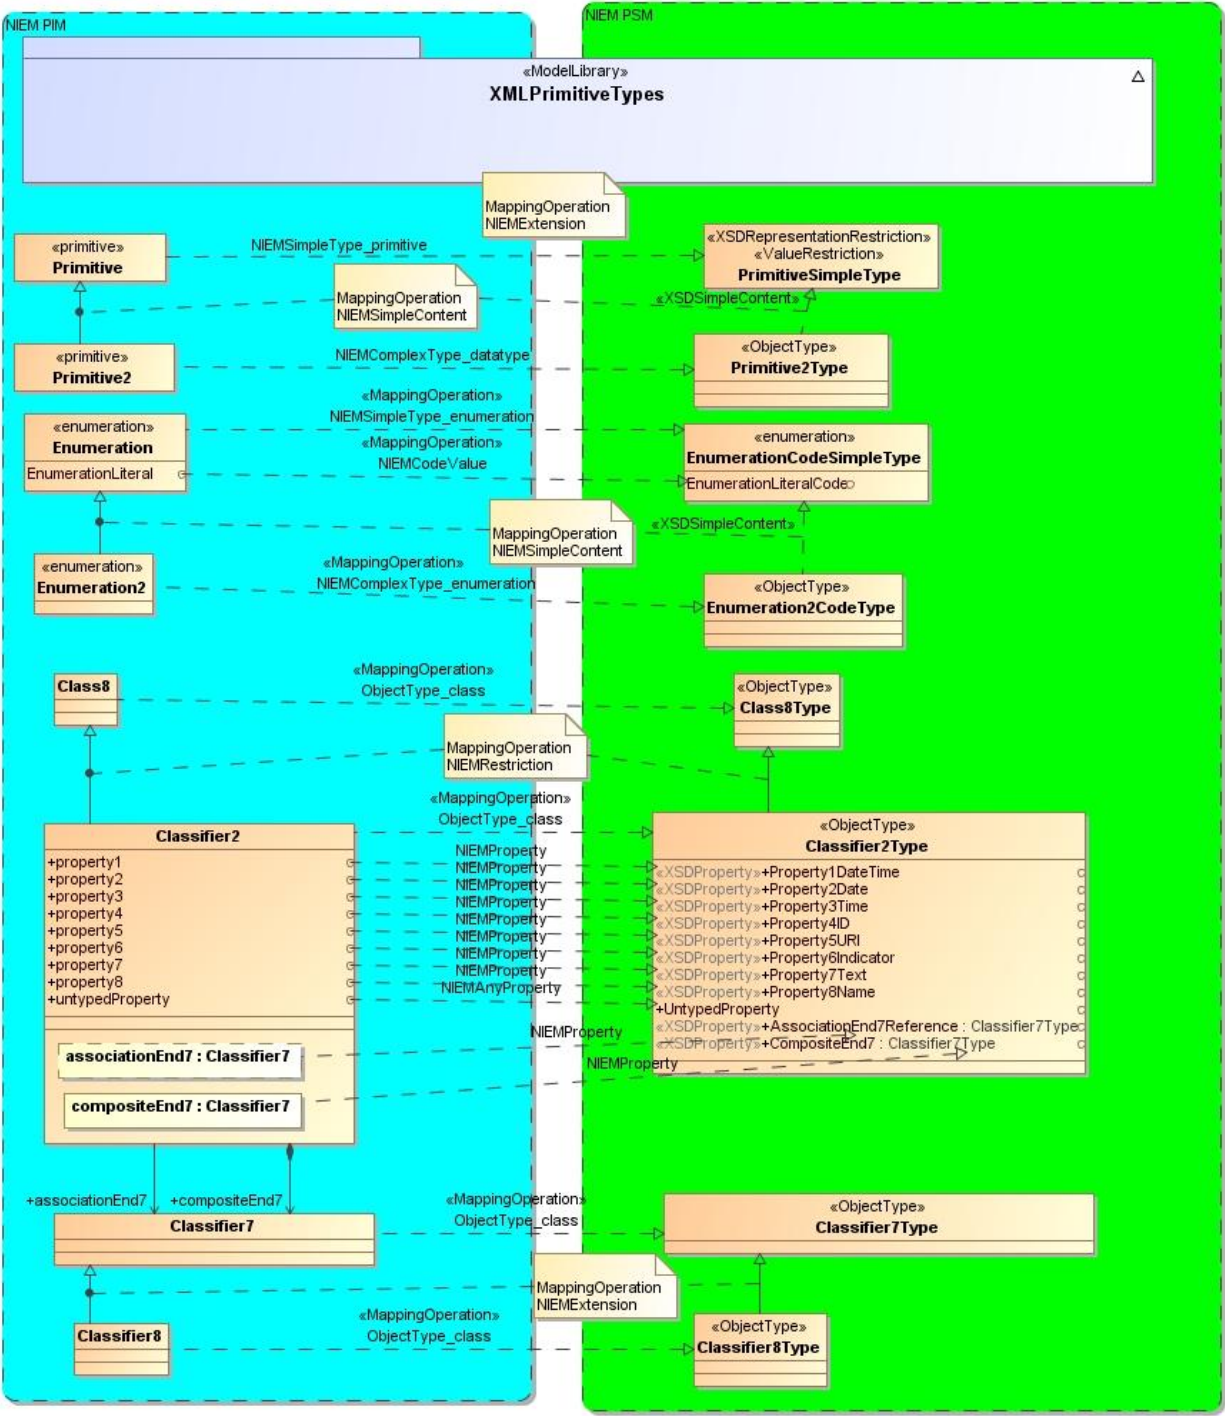 NIEM PIM
NIEM PSM
«ModelLibrary»
XMLPrimitiveTypes
MappingOperation
NIEMExtension
«primitive»
Primitive
NIEMSimpleType_primitive
«XSDRepresentationRestriction»
«ValueRestriction»
PrimitiveSimpleType
MappingOperation
NIEMSimpleContent
«XSDSimpleContent»
«primitive»
Primitive2
NIEMComplexType_datatype
«ObjectType»
Primitive2Type
«MappingOperation»
NIEMSimpleType_enumeration
«enumeration»
Enumeration
EnumerationLiteral
«MappingOperation»
NIEMCodeValue
«enumeration»
EnumerationCodeSimpleType
EnumerationLiteralCode
MappingOperation
NIEMSimpleContent
«XSDSimpleContent»
«enumeration»
Enumeration2
«MappingOperation»
NIEMComplexType_enumeration
«ObjectType»
Enumeration2CodeType
Class8
«MappingOperation»
ObjectType_class
«ObjectType»
Class8Type
MappingOperation
NIEMRestriction
«MappingOperation»
ObjectType_class
Classifier2
+property1
+property2
+property3
+property4
+property5
+property6
+property7
+property8
+untypedProperty
associationEnd7 : Classifier7
compositeEnd7 : Classifier7
NIEMProperty
NIEMProperty
NIEMProperty
NIEMProperty
NIEMProperty
NIEMProperty
NIEMProperty
NIEMProperty
NIEMAnyProperty
NIEMProperty
NIEMProperty
«ObjectType»
Classifier2Type
«XSDProperty»+Property1DateTime
«XSDProperty»+Property2Date
«XSDProperty»+Property3Time
«XSDProperty»+Property4ID
«XSDProperty»+Property5URI
«XSDProperty»+Property6Indicator
«XSDProperty»+Property7Text
«XSDProperty»+Property8Name
+UntypedProperty
«XSDProperty»+AssociationEnd7Reference : Classifier7Type
«XSDProperty»+CompositeEnd7 : Classifier7Type
+associationEnd7
+compositeEnd7
Classifier7
«MappingOperation»
ObjectType_class
«ObjectType»
Classifier7Type
MappingOperation
NIEMExtension
Classifier8
«MappingOperation»
ObjectType_class
«ObjectType»
Classifier8Type